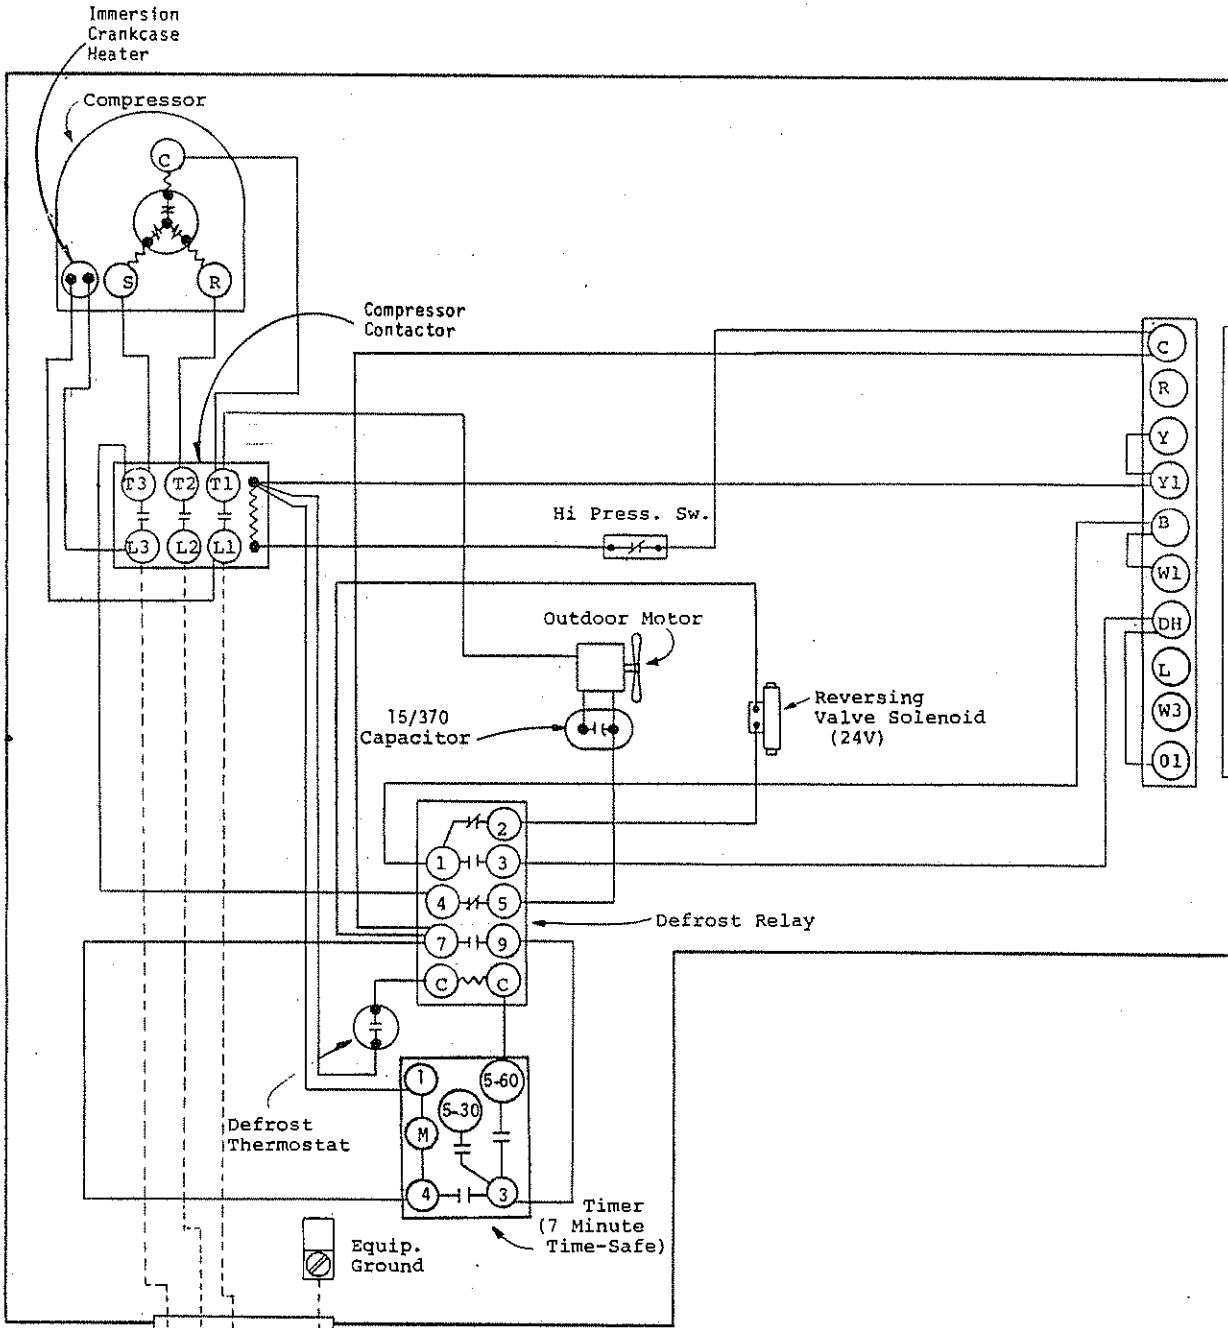 Immersion
Crankcase
Heater
Compressor
C
S
R
Compressor
Contactor
T3
T2
T1
L3
L2
L1
Hi Press. Sw.
C
R
Y
Y1
B
W1
DH
L
W3
01
Outdoor Motor
15/370
Capacitor
Reversing
Valve Solenoid
(24V)
2
1
3
4
5
7
9
C
C
Defrost Relay
1
5-60
5-30
M
4
3
Defrost
Thermostat
Timer
(7 Minute
Time-Safe)
Equip.
Ground